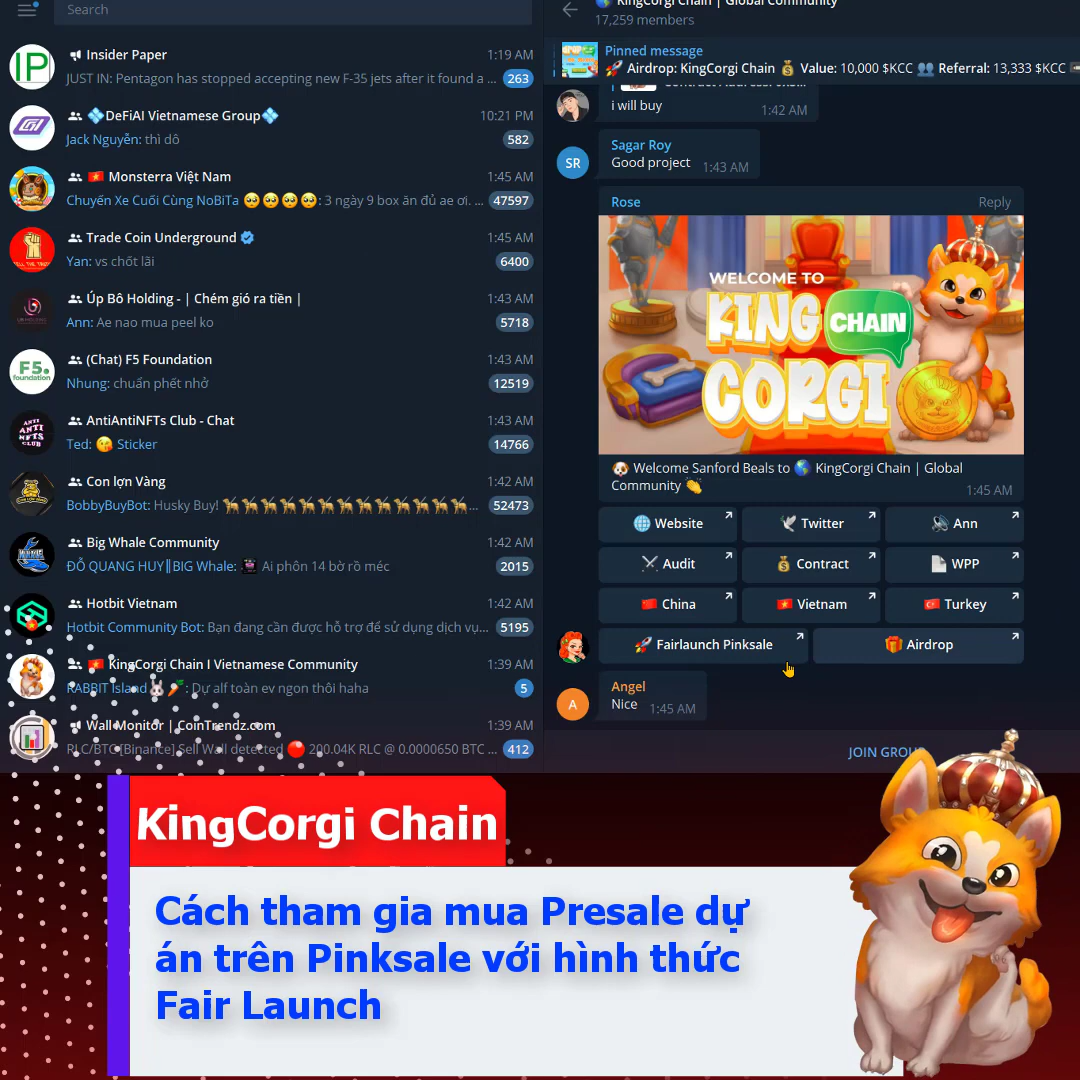 Search
Insider Paper
1:19 AM
JUST IN: Pentagon has stopped accepting new F-35 jets after it found a ...
263
💠DeFiAI Vietnamese Group💠
10:21 PM
Jack Nguyễn: thì dô
582
🇻🇳 Monsterra Việt Nam
1:45 AM
Chuyến Xe Cuối Cùng NoBiTa 🥺🥺🥺🥺: 3 ngày 9 box ăn đủ ae ơi. ...
47597
Trade Coin Underground
1:45 AM
Yan: vs chốt lãi
6400
Úp Bô Holding - | Chém gió ra tiền |
1:43 AM
Ann: Ae nao mua peel ko
5718
F5.
foundation
(Chat) F5 Foundation
1:43 AM
Nhung: chuẩn phết nhở
12519
ANTI
ANTI
NFTS
CLUB
AntiAntiNFTs Club - Chat
1:43 AM
Ted: 😘 Sticker
14766
Con lợn Vàng
1:42 AM
BobbyBuyBot: Husky Buy! 🐕‍🦺🐕‍🦺🐕‍🦺🐕‍🦺🐕‍🦺🐕‍🦺🐕‍🦺🐕‍🦺🐕‍🦺🐕‍🦺🐕‍🦺🐕‍🦺🐕‍🦺...
52473
Big Whale Community
1:42 AM
ĐỖ QUANG HUY||BIG Whale: Ai phôn 14 bờ rồ méc
2015
Hotbit Vietnam
1:42 AM
Hotbit Community Bot: Bạn đang cần được hỗ trợ để sử dụng dịch vụ...
5195
🇻🇳 KingCorgi Chain I Vietnamese Community
1:39 AM
RABBIT Island🐰🥕: Dự alf toàn ev ngon thôi haha
5
Wall Monitor | CoinTrendz.com
1:39 AM
RLC/BTC [Binance] Sell Wall detected 🔴 200.04K RLC @ 0.0000650 BTC ...
412
🌎 KingCorgi Chain | Global Community
17,259 members
Pinned message
🚀 Airdrop: KingCorgi Chain 💰 Value: 10,000 $KCC 👥 Referral: 13,333 $KCC
i will buy
1:42 AM
SR
Sagar Roy
Good project
1:43 AM
Rose
Reply
WELCOME TO
KING
CHAIN
CORGI
🐶 Welcome Sanford Beals to 🌎 KingCorgi Chain | Global
Community 👏
1:45 AM
🌐 Website
🕊 Twitter
🔊 Ann
⚔ Audit
💰 Contract
📄 WPP
🇨🇳 China
🇻🇳 Vietnam
🇹🇷 Turkey
🚀 Fairlaunch Pinksale
🎁 Airdrop
A
Angel
Nice
1:45 AM
JOIN GROU
KingCorgi Chain
Cách tham gia mua Presale dự
án trên Pinksale với hình thức
Fair Launch